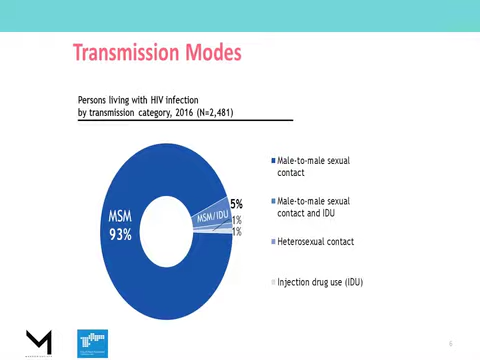 Transmission Modes
Persons living with HIV infection
by transmission category, 2016 (N=2,481)
MSM
93%
MSM/IDU
5%
1%
1%
Male-to-male sexual
contact
Male-to-male sexual
contact and IDU
Heterosexual contact
Injection drug use (IDU)
6